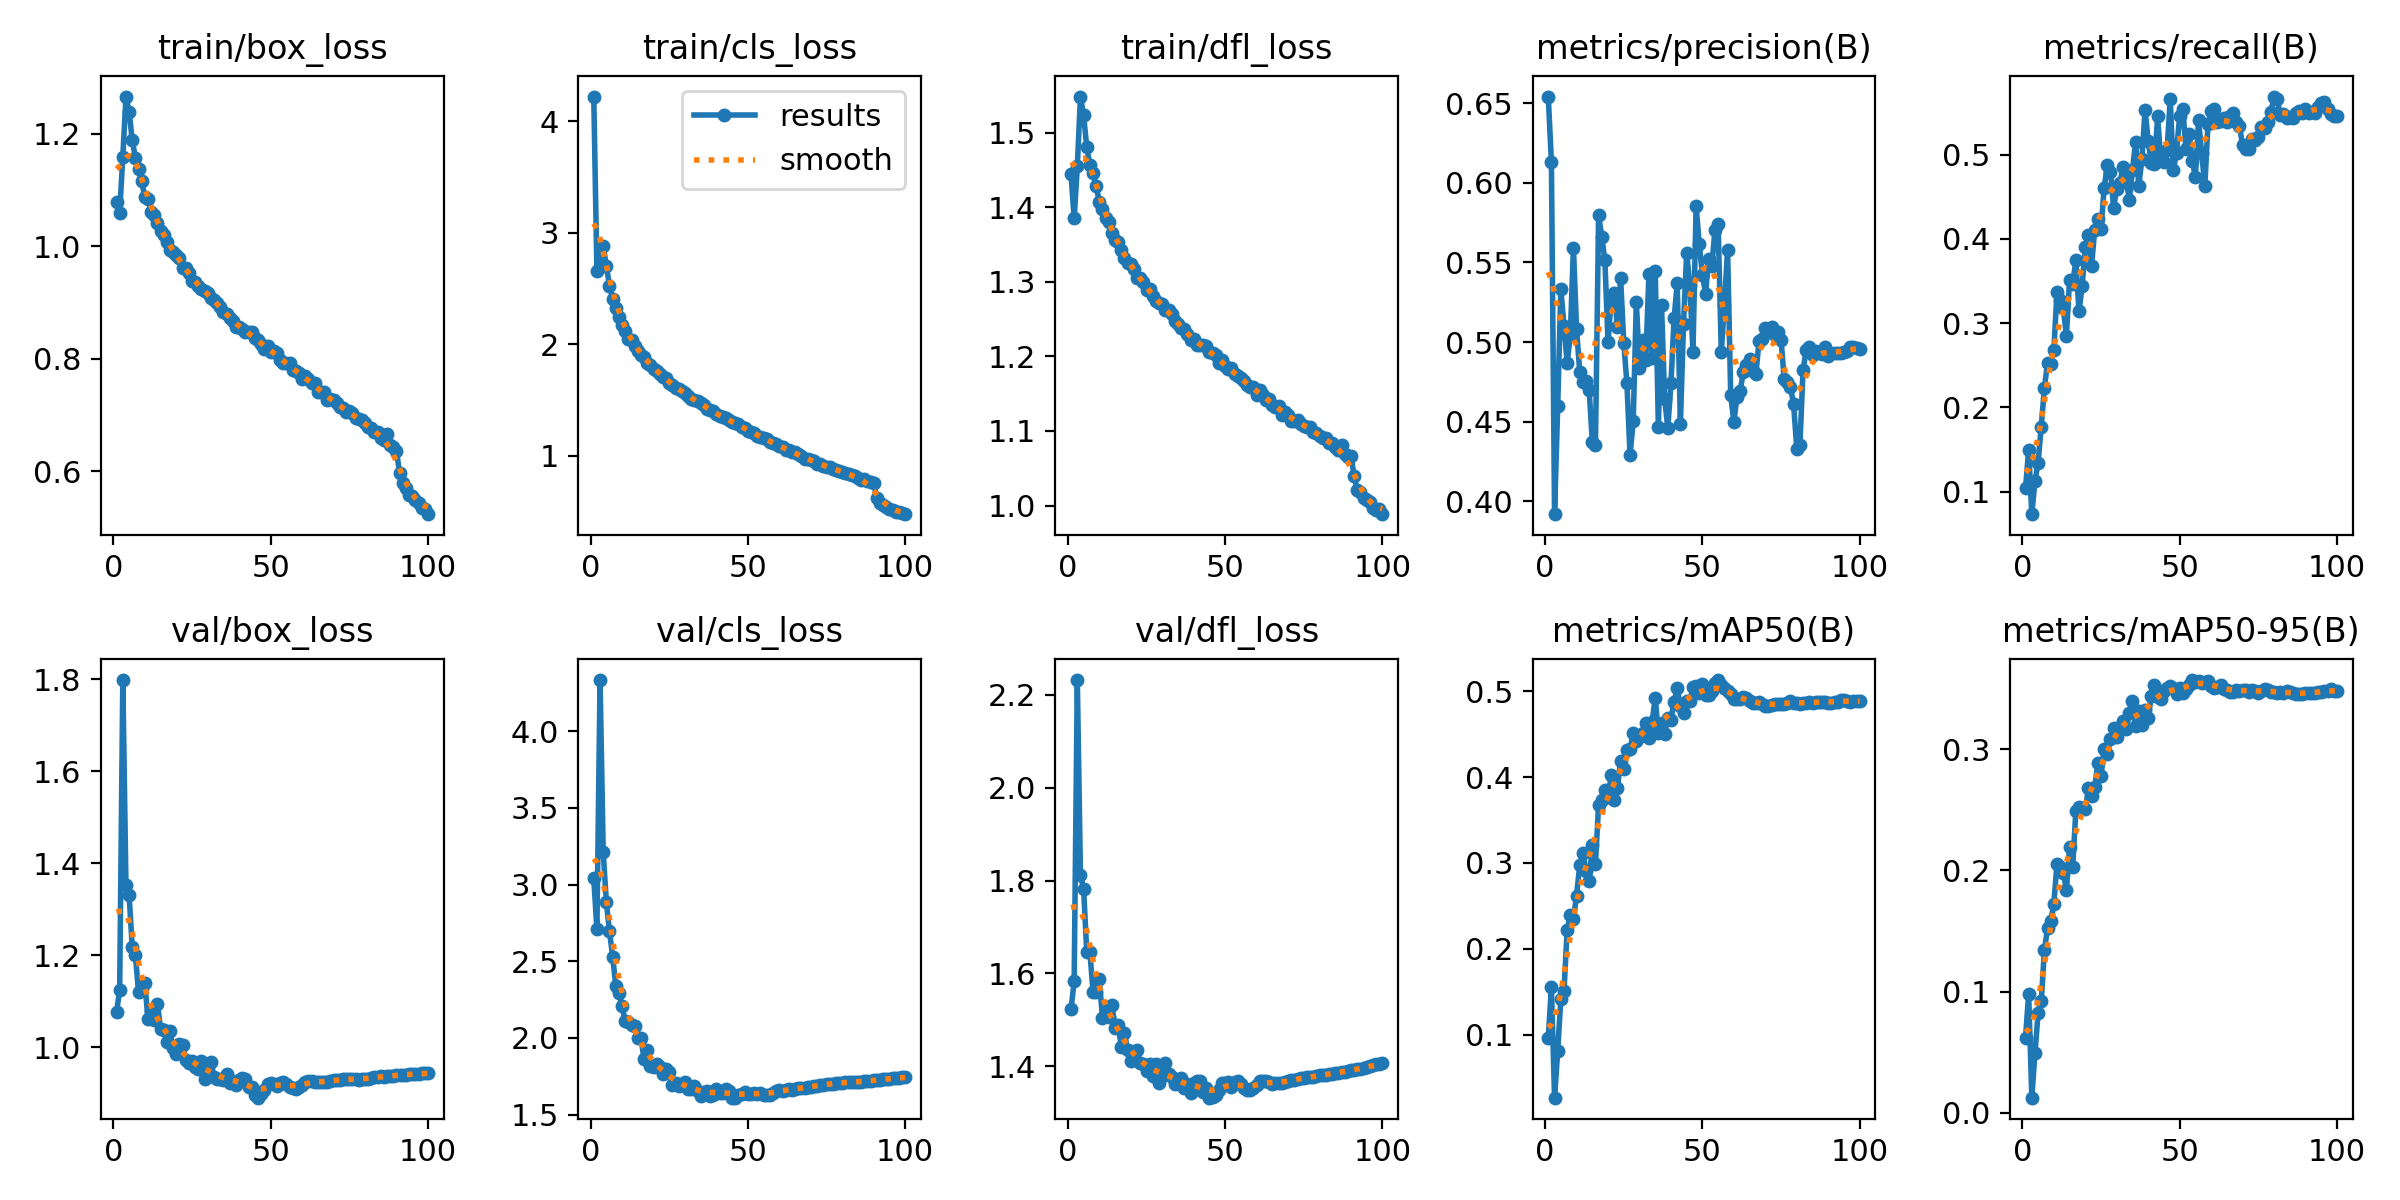 train/box_loss
1.2
1.0
0.8
0.6
0 50 100
train/cls_loss
results
smooth
4
3
2
1
0 50 100
train/dfl_loss
1.5
1.4
1.3
1.2
1.1
1.0
0 50 100
metrics/precision(B)
0.65
0.60
0.55
0.50
0.45
0.40
0 50 100
metrics/recall(B)
0.5
0.4
0.3
0.2
0.1
0 50 100
val/box_loss
1.8
1.6
1.4
1.2
1.0
0 50 100
val/cls_loss
4.0
3.5
3.0
2.5
2.0
1.5
0 50 100
val/dfl_loss
2.2
2.0
1.8
1.6
1.4
0 50 100
metrics/mAP50(B)
0.5
0.4
0.3
0.2
0.1
0 50 100
metrics/mAP50-95(B)
0.3
0.2
0.1
0.0
0 50 100